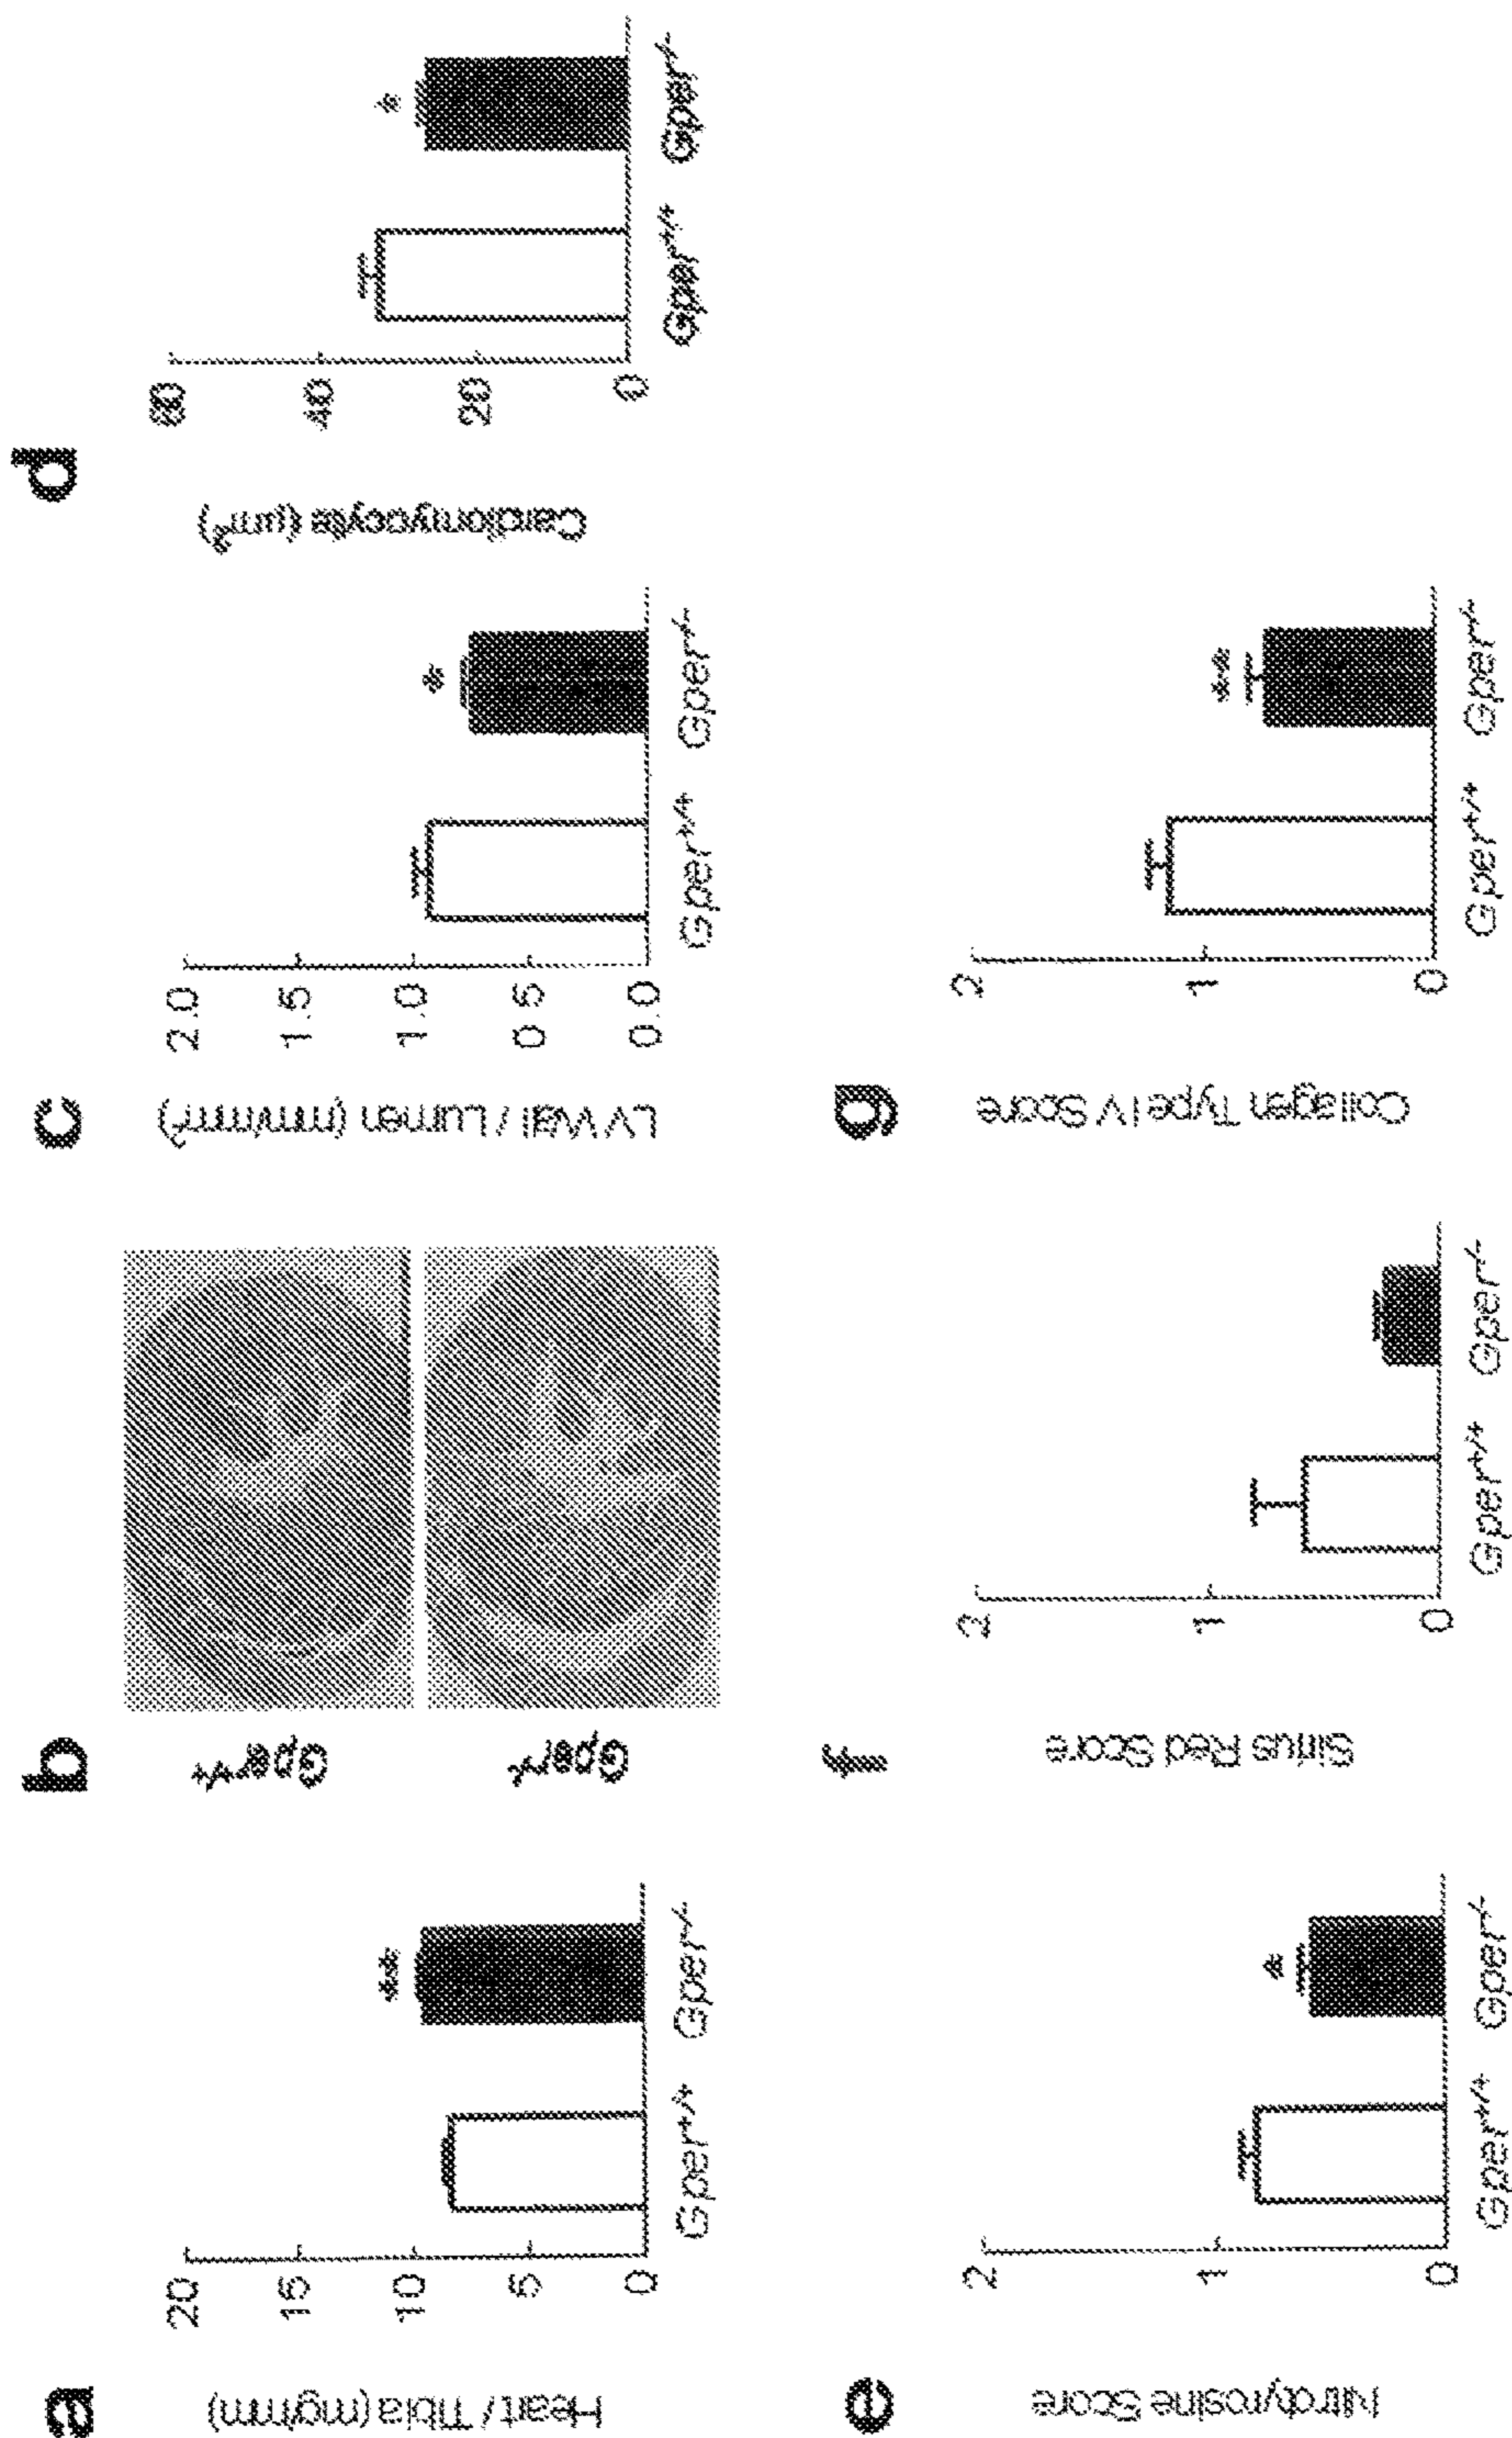 a
Heart / Tibia (mg/mm)
20
15
10
5
0
Gper+/+ Gper-/-
**
b
Gper+/+
Gper-/-
c
LV Wall / Lumen (mm/mm²)
2.0
1.5
1.0
0.5
0.0
Gper+/+ Gper-/-
*
d
Cardiomyocyte (µm²)
60
40
20
0
Gper+/+ Gper-/-
*
e
Nitrotyrosine Score
2
1
0
Gper+/+ Gper-/-
*
f
Sirius Red Score
2
1
0
Gper+/+ Gper-/-
g
Collagen Type IV Score
2
1
0
Gper+/+ Gper-/-
**